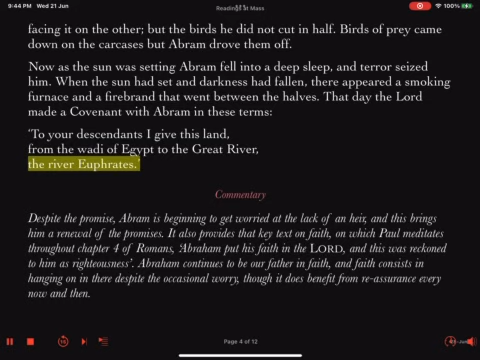 9:44 PM Wed 21 Jun
100%
facing it on the other; but the birds he did not cut in half. Birds of prey came
down on the carcases but Abram drove them off.
Now as the sun was setting Abram fell into a deep sleep, and terror seized
him. When the sun had set and darkness had fallen, there appeared a smoking
furnace and a firebrand that went between the halves. That day the Lord
made a Covenant with Abram in these terms:
‘To your descendants I give this land,
from the wadi of Egypt to the Great River,
the river Euphrates.’
Commentary
Despite the promise, Abram is beginning to get worried at the lack of an heir, and this brings
him a renewal of the promises. It also provides that key text on faith, on which Paul meditates
throughout chapter 4 of Romans, ‘Abraham put his faith in the LORD, and this was reckoned
to him as righteousness’. Abraham continues to be our father in faith, and faith consists in
hanging on in there despite the occasional worry, though it does benefit from re-assurance every
now and then.
Page 4 of 12